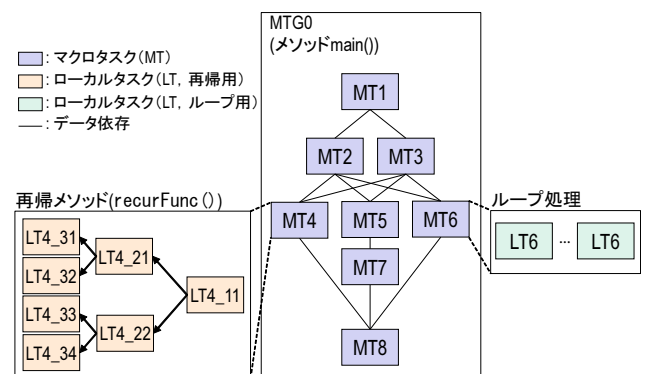 MTG0
(メソッドmain())
: マクロタスク(MT)
: ローカルタスク(LT, 再帰用)
: ローカルタスク(LT, ループ用)
: データ依存
MT1
MT2 MT3
再帰メソッド(recurFunc())
ループ処理
MT4 MT5 MT6
LT4_31
LT4_32
LT4_33
LT4_34
LT4_21
LT4_22
LT4_11
MT7
MT8
LT6 ... LT6